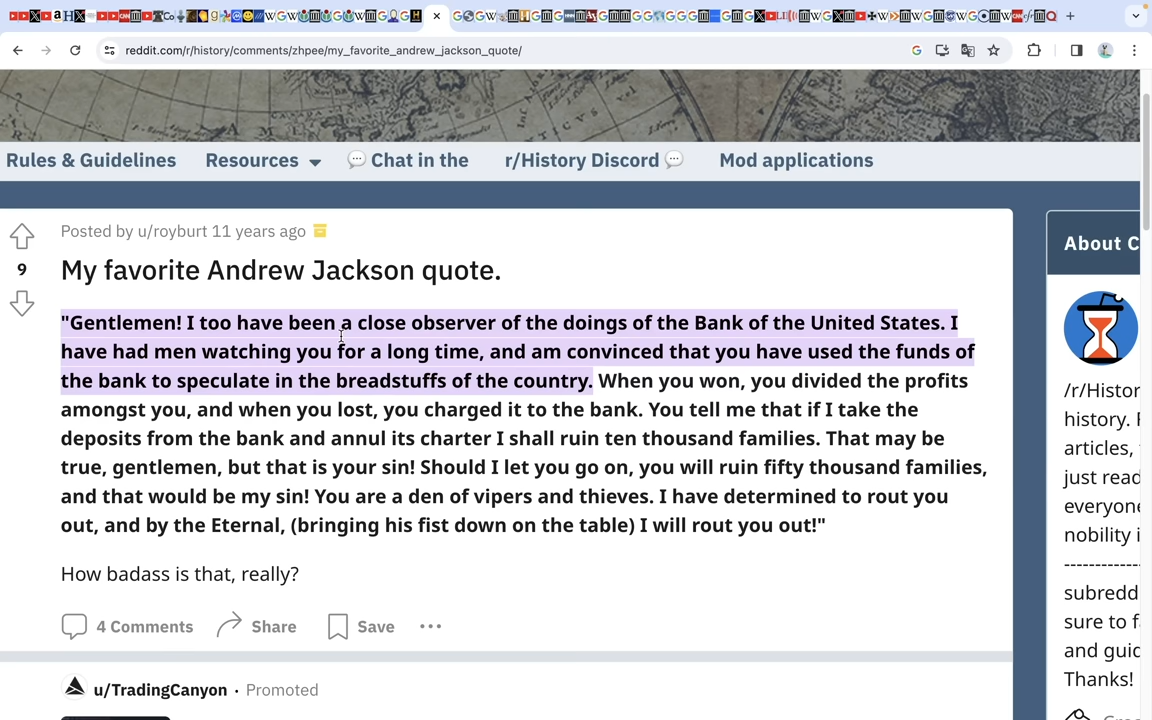 reddit.com/r/history/comments/zhpee/my_favorite_andrew_jackson_quote/
Rules & Guidelines Resources Chat in the r/History Discord Mod applications
Posted by u/royburt 11 years ago
9
My favorite Andrew Jackson quote.
"Gentlemen! I too have been a close observer of the doings of the Bank of the United States. I
have had men watching you for a long time, and am convinced that you have used the funds of
the bank to speculate in the breadstuffs of the country. When you won, you divided the profits
amongst you, and when you lost, you charged it to the bank. You tell me that if I take the
deposits from the bank and annul its charter I shall ruin ten thousand families. That may be
true, gentlemen, but that is your sin! Should I let you go on, you will ruin fifty thousand families,
and that would be my sin! You are a den of vipers and thieves. I have determined to rout you
out, and by the Eternal, (bringing his fist down on the table) I will rout you out!"
How badass is that, really?
4 Comments Share Save
u/TradingCanyon · Promoted
About C
/r/Histor
history. F
articles,
just read
everyone
nobility i
----------------
subredd
sure to f
and guid
Thanks!